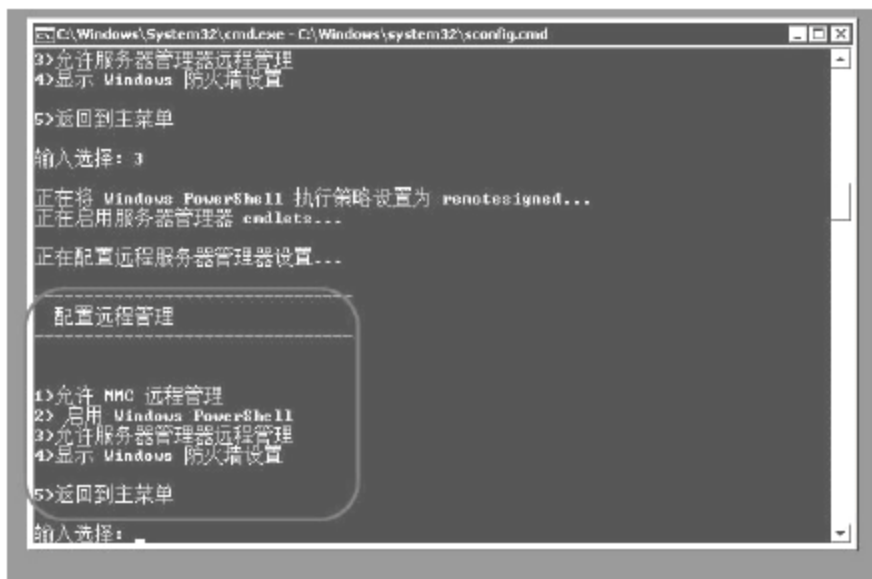 C:\Windows\System32\cmd.exe - C:\Windows\system32\sconfig.cmd
3>允许服务器管理器远程管理
4>显示 Windows 防火墙设置
5>返回到主菜单
输入选择: 3
正在将 Windows PowerShell 执行策略设置为 remotesigned...
正在启用服务器管理器 cmdlets...
正在配置远程服务器管理器设置...
配置远程管理
1>允许 MMC 远程管理
2> 启用 Windows PowerShell
3>允许服务器管理器远程管理
4>显示 Windows 防火墙设置
5>返回到主菜单
输入选择: